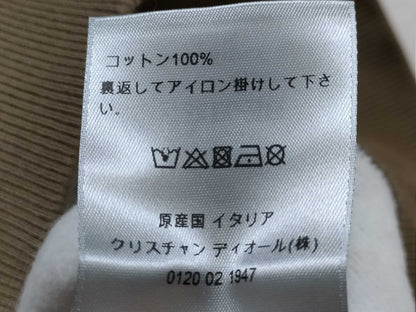 コットン100%
裏返してアイロン掛けして下さ
い。
原産国 イタリア
クリスチャン ディオール(株)
0120 02 1947